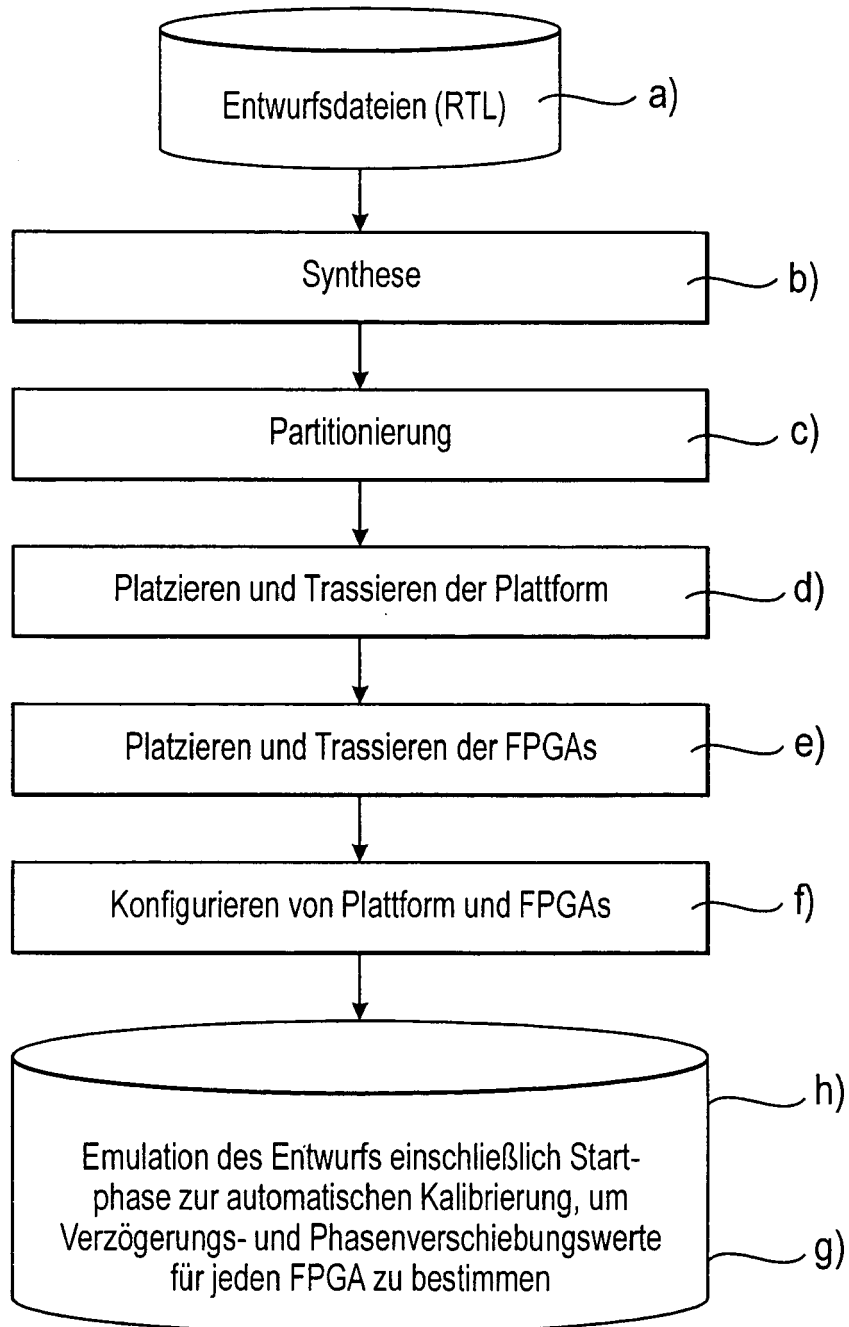 Entwurfsdateien (RTL) a)
Synthese b)
Partitionierung c)
Platzieren und Trassieren der Plattform d)
Platzieren und Trassieren der FPGAs e)
Konfigurieren von Plattform und FPGAs f)
h)
Emulation des Entwurfs einschließlich Start-
phase zur automatischen Kalibrierung, um
Verzögerungs- und Phasenverschiebungswerte
für jeden FPGA zu bestimmen
g)